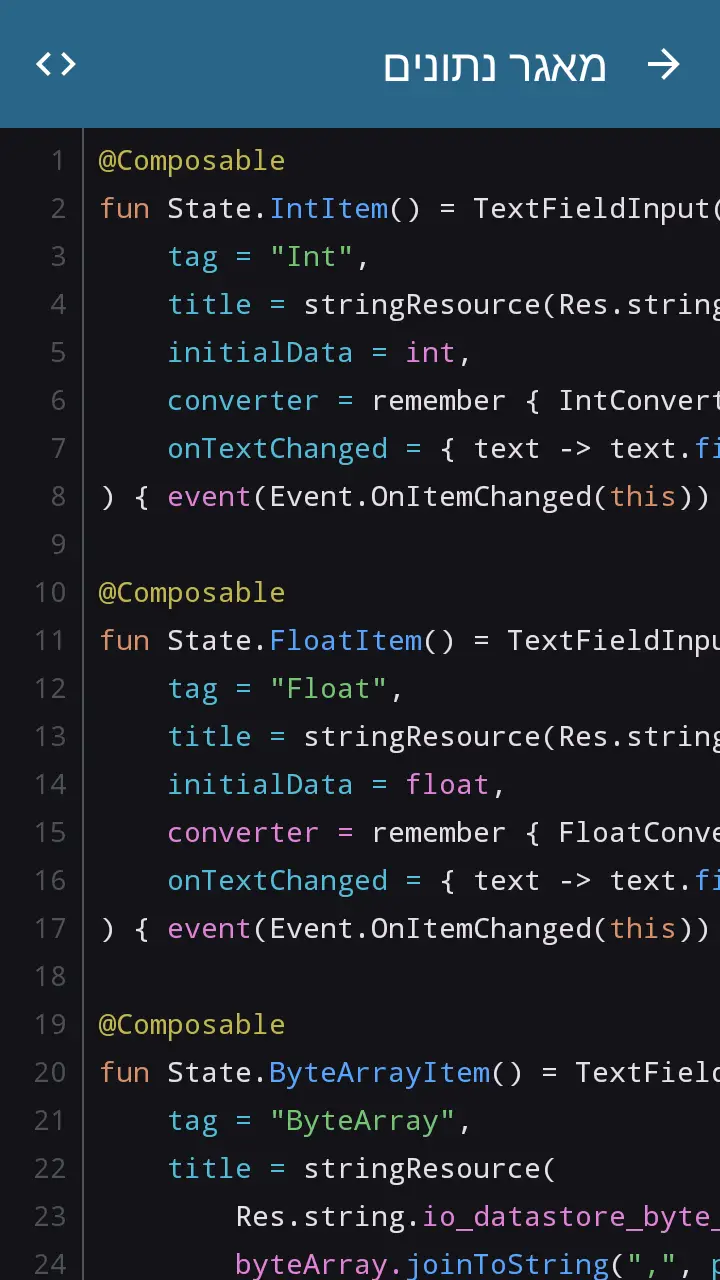 מאגר נתונים
1 @Composable
2 fun State.IntItem() = TextFieldInput(
3 tag = "Int",
4 title = stringResource(Res.string
5 initialData = int,
6 converter = remember { IntConvert
7 onTextChanged = { text -> text.fi
8 ) { event(Event.OnItemChanged(this))
9
10 @Composable
11 fun State.FloatItem() = TextFieldInpu
12 tag = "Float",
13 title = stringResource(Res.string
14 initialData = float,
15 converter = remember { FloatConve
16 onTextChanged = { text -> text.fi
17 ) { event(Event.OnItemChanged(this))
18
19 @Composable
20 fun State.ByteArrayItem() = TextField
21 tag = "ByteArray",
22 title = stringResource(
23 Res.string.io_datastore_byte_
24 byteArray.joinToString(",", p